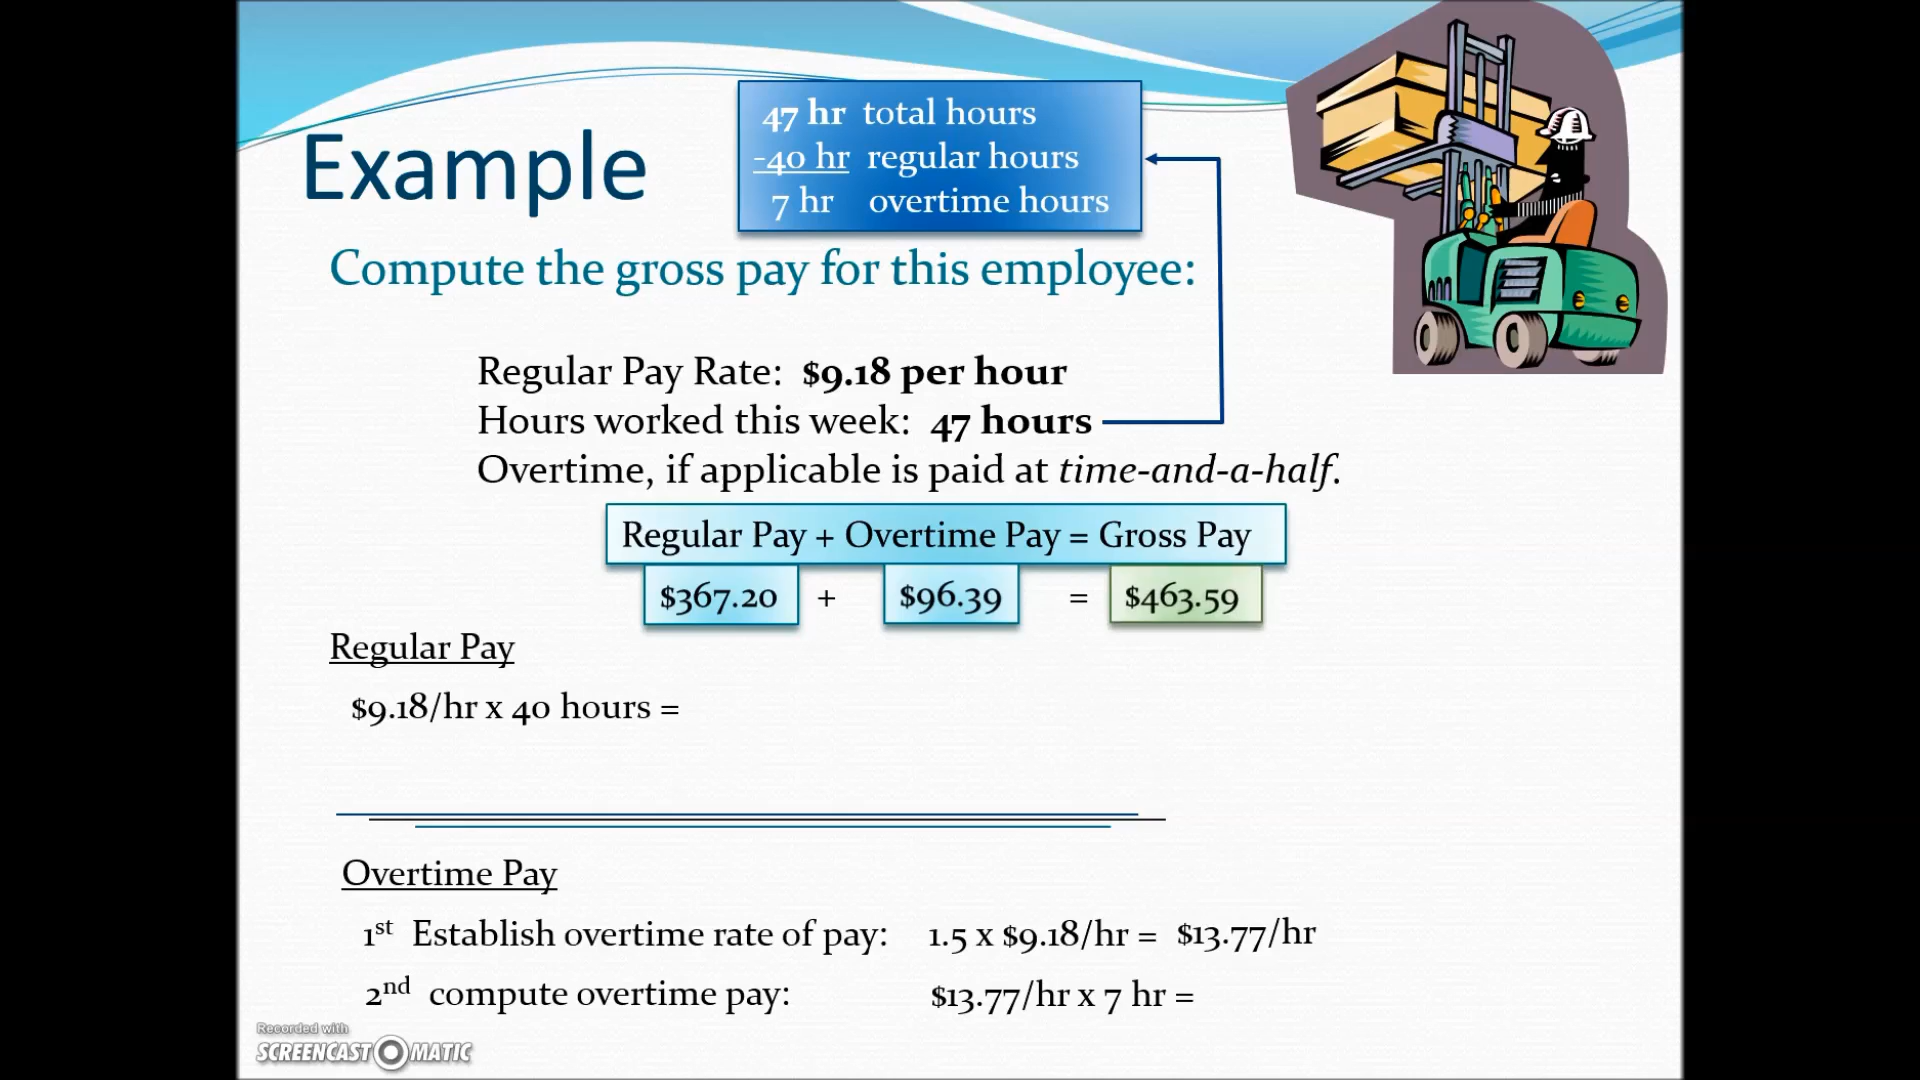 47 hr total hours
-40 hr regular hours
7 hr overtime hours
Example
Compute the gross pay for this employee:
Regular Pay Rate: $9.18 per hour
Hours worked this week: 47 hours
Overtime, if applicable is paid at time-and-a-half.
Regular Pay + Overtime Pay = Gross Pay
$367.20 + $96.39 = $463.59
Regular Pay
$9.18/hr x 40 hours =
Overtime Pay
1st Establish overtime rate of pay: 1.5 x $9.18/hr = $13.77/hr
2nd compute overtime pay: $13.77/hr x 7 hr =
Recorded with
SCREENCAST-O-MATIC